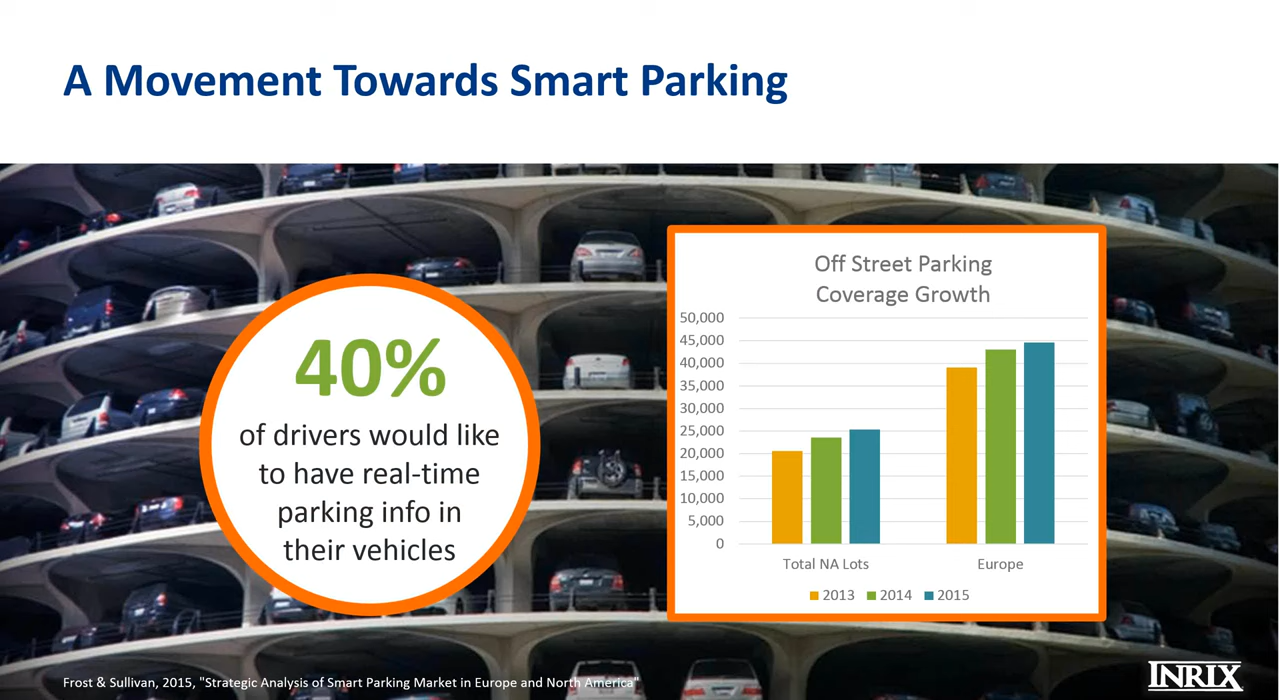 A Movement Towards Smart Parking
40%
of drivers would like
to have real-time
parking info in
their vehicles
Off Street Parking
Coverage Growth
50,000
45,000
40,000
35,000
30,000
25,000
20,000
15,000
10,000
5,000
0
Total NA Lots Europe
2013 2014 2015
Frost & Sullivan, 2015, "Strategic Analysis of Smart Parking Market in Europe and North America"
INRIX